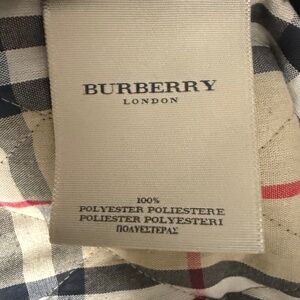 BURBERRY
LONDON
100%
POLYESTER POLIESTERE
POLIESTER POLYESTERI
ΠΟΛΥΕΣΤΕΡΑΣ